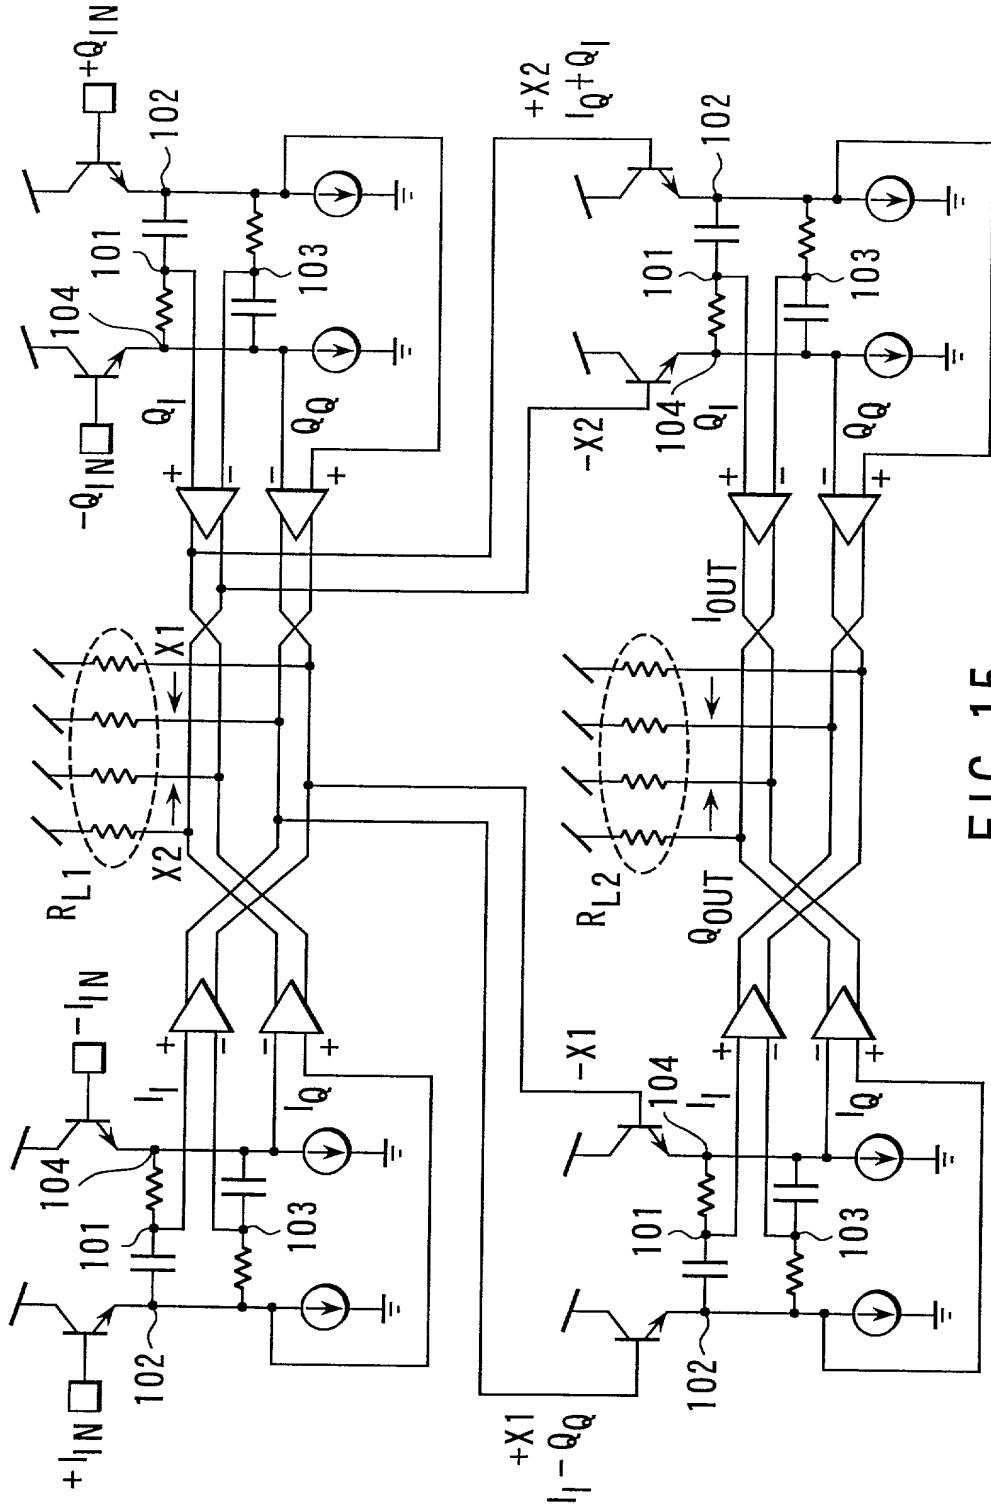 +I_IN
-I_IN
-Q_IN
+Q_IN
R_L1
102
101
104
103
I_I
I_Q
+
-
-
+
X2
X1
+
-
-
+
Q_I
Q_Q
104
101
102
103
+X1
I_I-Q_Q
-X1
-X2
+X2
I_Q+Q_I
R_L2
102
101
104
103
I_I
I_Q
+
-
-
+
Q_OUT
I_OUT
+
-
-
+
Q_I
Q_Q
104
101
102
103
FIG 15